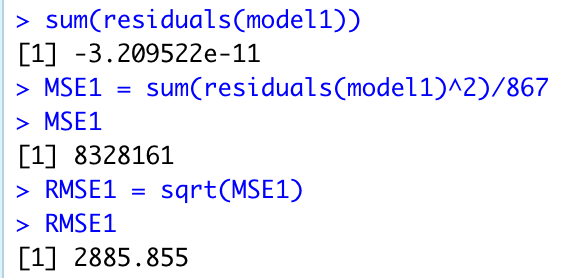 > sum(residuals(model1))
[1] -3.209522e-11
> MSE1 = sum(residuals(model1)^2)/867
> MSE1
[1] 8328161
> RMSE1 = sqrt(MSE1)
> RMSE1
[1] 2885.855